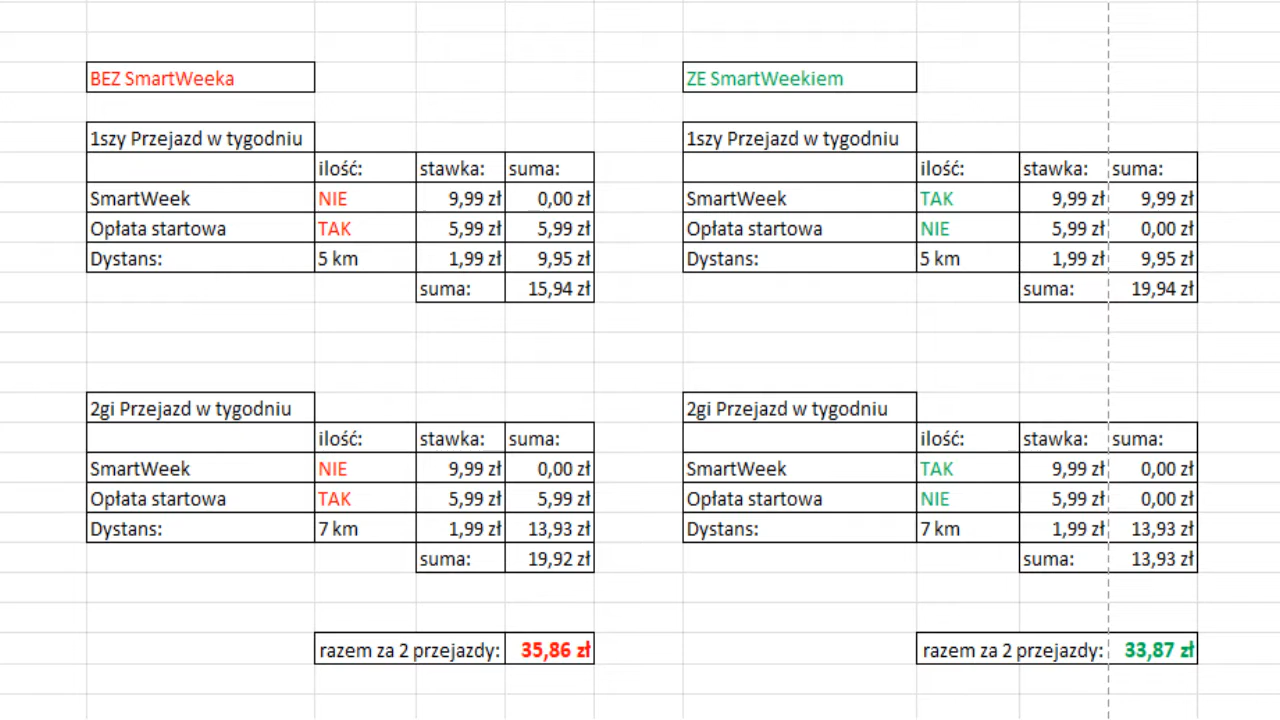 BEZ SmartWeeka
1szy Przejazd w tygodniu
ilość: stawka: suma:
SmartWeek NIE 9,99 zł 0,00 zł
Opłata startowa TAK 5,99 zł 5,99 zł
Dystans: 5 km 1,99 zł 9,95 zł
suma: 15,94 zł
2gi Przejazd w tygodniu
ilość: stawka: suma:
SmartWeek NIE 9,99 zł 0,00 zł
Opłata startowa TAK 5,99 zł 5,99 zł
Dystans: 7 km 1,99 zł 13,93 zł
suma: 19,92 zł
razem za 2 przejazdy: 35,86 zł
ZE SmartWeekiem
1szy Przejazd w tygodniu
ilość: stawka: suma:
SmartWeek TAK 9,99 zł 9,99 zł
Opłata startowa NIE 5,99 zł 0,00 zł
Dystans: 5 km 1,99 zł 9,95 zł
suma: 19,94 zł
2gi Przejazd w tygodniu
ilość: stawka: suma:
SmartWeek TAK 9,99 zł 0,00 zł
Opłata startowa NIE 5,99 zł 0,00 zł
Dystans: 7 km 1,99 zł 13,93 zł
suma: 13,93 zł
razem za 2 przejazdy: 33,87 zł